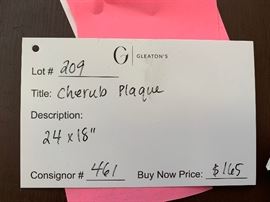 G | GLEATON'S
Lot # 209
Title: Cherub Plaque
Description:
24 x 18"
Consignor # 461 Buy Now Price: $165